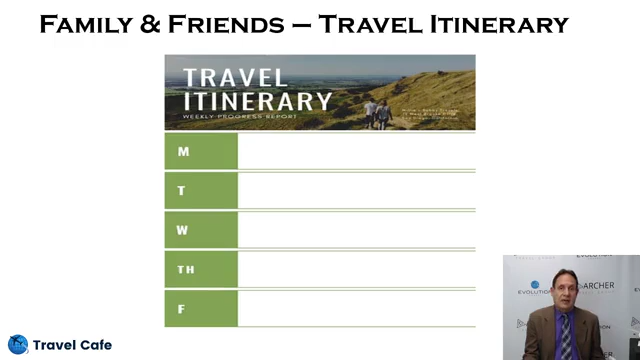 FAMILY & FRIENDS – TRAVEL ITINERARY
TRAVEL
ITINERARY
WEEKLY PROGRESS REPORT
M
T
W
TH
F
EVOLUTION
ARCHER
Travel Cafe